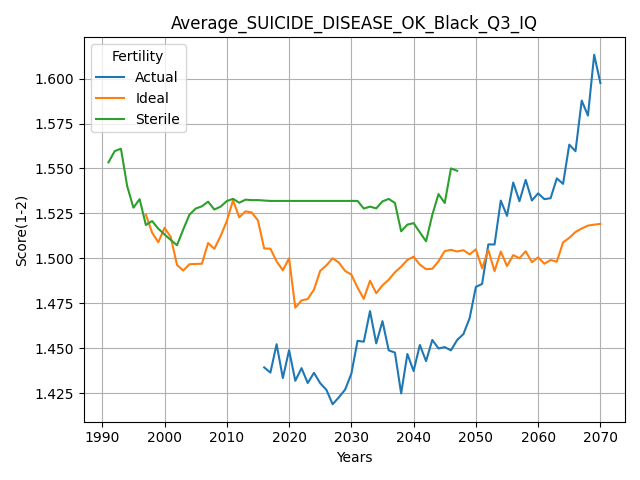 Average_SUICIDE_DISEASE_OK_Black_Q3_IQ
Fertility
Actual
Ideal
Sterile
Score(1-2)
1.600
1.575
1.550
1.525
1.500
1.475
1.450
1.425
1990 2000 2010 2020 2030 2040 2050 2060 2070
Years